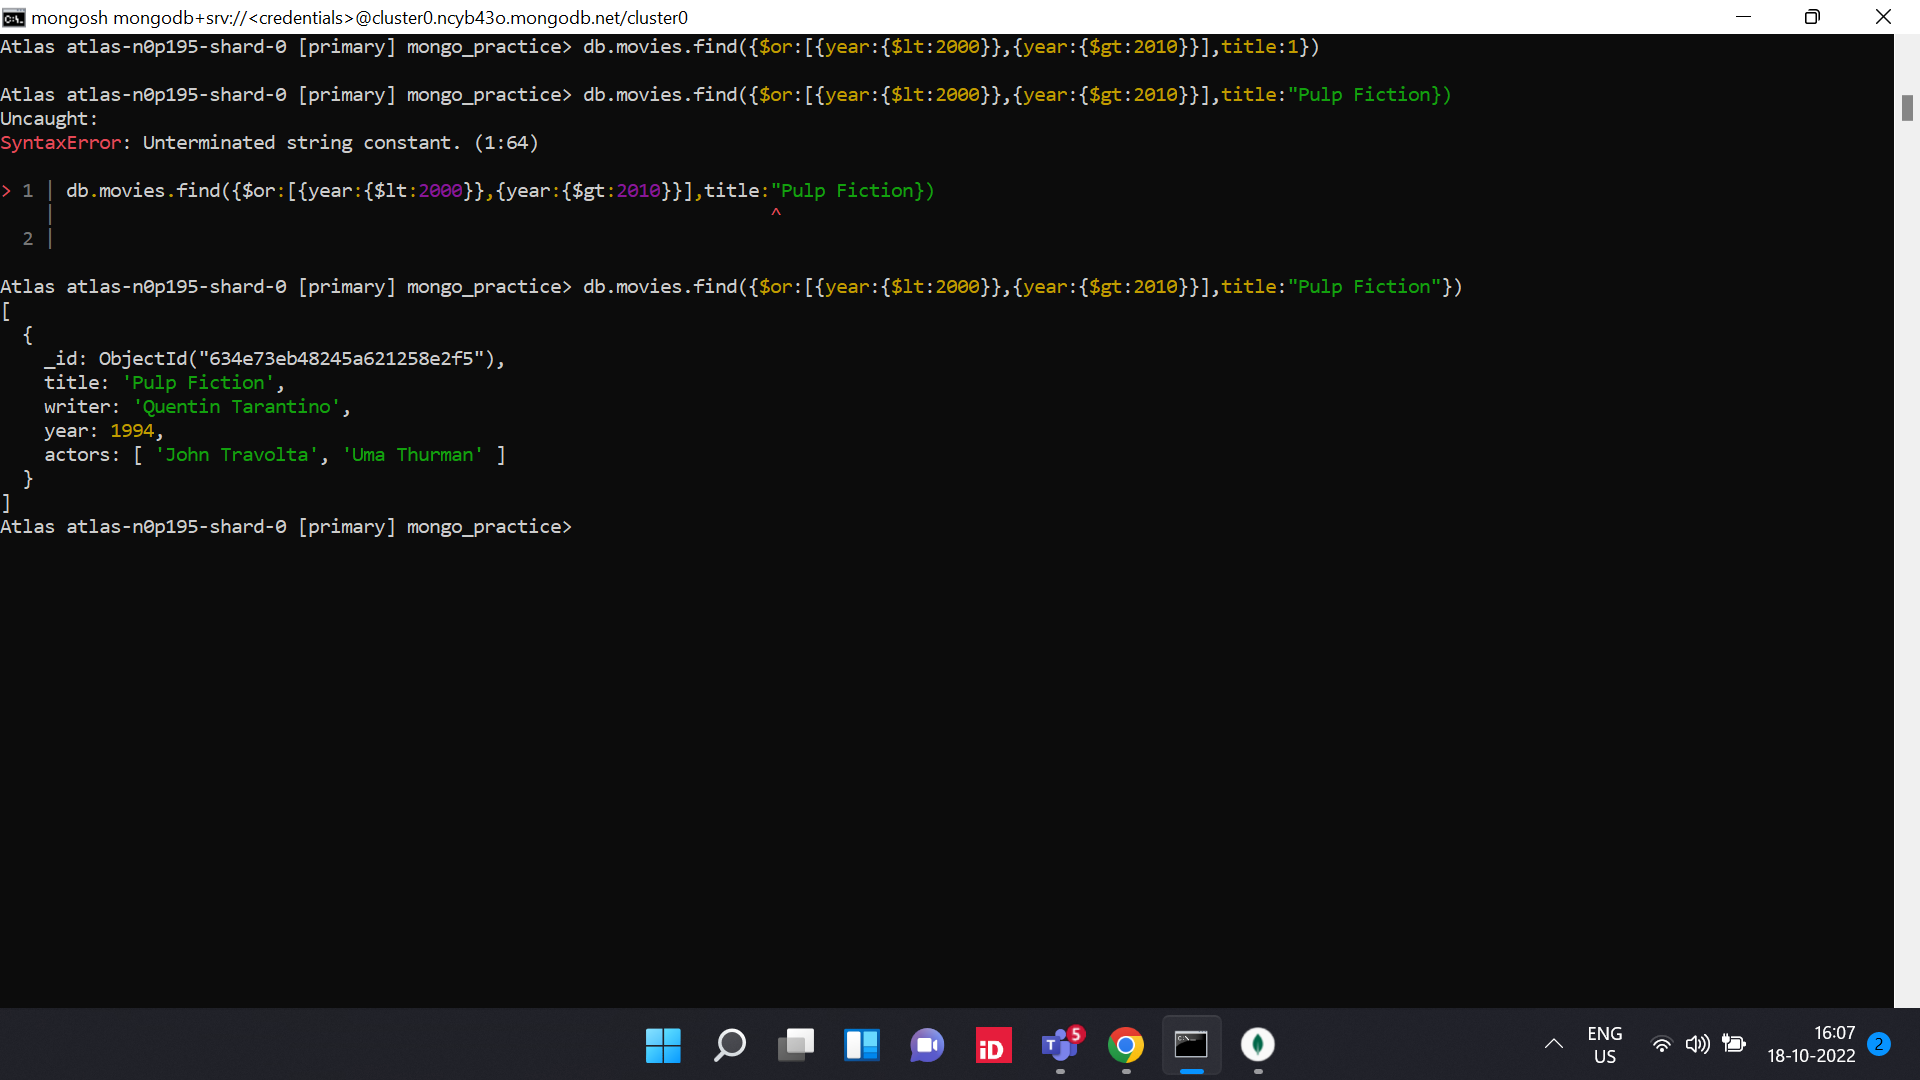 mongosh mongodb+srv://<credentials>@cluster0.ncyb43o.mongodb.net/cluster0
Atlas atlas-n0p195-shard-0 [primary] mongo_practice> db.movies.find({$or:[{year:{$lt:2000}},{year:{$gt:2010}}],title:1})
Atlas atlas-n0p195-shard-0 [primary] mongo_practice> db.movies.find({$or:[{year:{$lt:2000}},{year:{$gt:2010}}],title:"Pulp Fiction})
Uncaught:
SyntaxError: Unterminated string constant. (1:64)
> 1 | db.movies.find({$or:[{year:{$lt:2000}},{year:{$gt:2010}}],title:"Pulp Fiction})
| ^
2 |
Atlas atlas-n0p195-shard-0 [primary] mongo_practice> db.movies.find({$or:[{year:{$lt:2000}},{year:{$gt:2010}}],title:"Pulp Fiction"})
[
{
_id: ObjectId("634e73eb48245a621258e2f5"),
title: 'Pulp Fiction',
writer: 'Quentin Tarantino',
year: 1994,
actors: [ 'John Travolta', 'Uma Thurman' ]
}
]
Atlas atlas-n0p195-shard-0 [primary] mongo_practice>
iD
T 5
ENG
US
16:07
18-10-2022
2